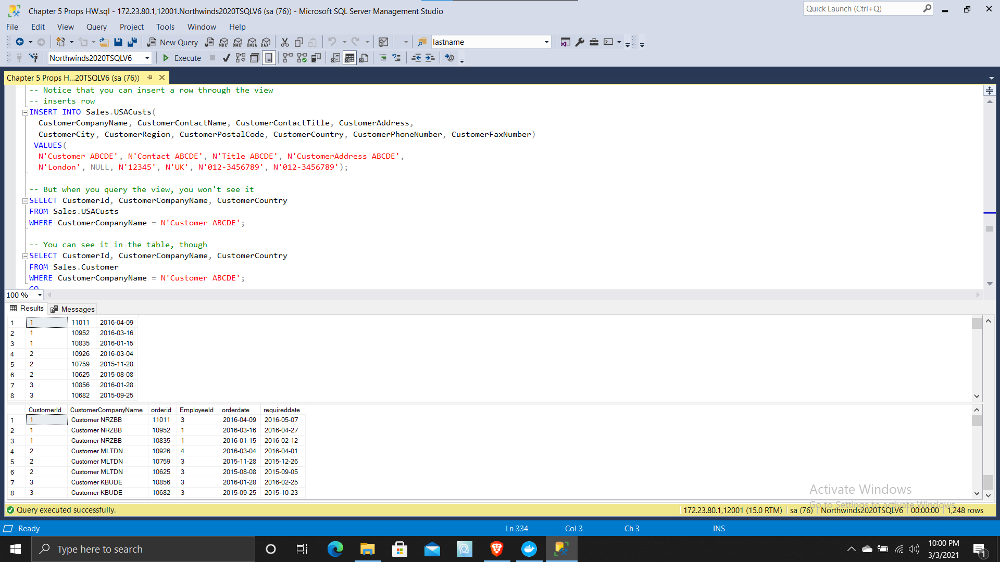 Chapter 5 Props HW.sql - 172.23.80.1,12001.Northwinds2020TSQLV6 (sa (76)) - Microsoft SQL Server Management Studio
Quick Launch (Ctrl+Q)
File Edit View Query Project Tools Window Help
New Query MDX DMX XMLA DAX lastname
Northwinds2020TSQLV6 Execute
Chapter 5 Props H...20TSQLV6 (sa (76))
-- Notice that you can insert a row through the view
-- inserts row
INSERT INTO Sales.USACusts(
CustomerCompanyName, CustomerContactName, CustomerContactTitle, CustomerAddress,
CustomerCity, CustomerRegion, CustomerPostalCode, CustomerCountry, CustomerPhoneNumber, CustomerFaxNumber)
VALUES(
N'Customer ABCDE', N'Contact ABCDE', N'Title ABCDE', N'CustomerAddress ABCDE',
N'London', NULL, N'12345', N'UK', N'012-3456789', N'012-3456789');
-- But when you query the view, you won't see it
SELECT CustomerId, CustomerCompanyName, CustomerCountry
FROM Sales.USACusts
WHERE CustomerCompanyName = N'Customer ABCDE';
-- You can see it in the table, though
SELECT CustomerId, CustomerCompanyName, CustomerCountry
FROM Sales.Customer
WHERE CustomerCompanyName = N'Customer ABCDE';
GO
100 %
Results Messages
1 1 11011 2016-04-09
2 1 10952 2016-03-16
3 1 10835 2016-01-15
4 2 10926 2016-03-04
5 2 10759 2015-11-28
6 2 10625 2015-08-08
7 3 10856 2016-01-28
8 3 10682 2015-09-25
CustomerId CustomerCompanyName orderid EmployeeId orderdate requireddate
1 1 Customer NRZBB 11011 3 2016-04-09 2016-05-07
2 1 Customer NRZBB 10952 1 2016-03-16 2016-04-27
3 1 Customer NRZBB 10835 1 2016-01-15 2016-02-12
4 2 Customer MLTDN 10926 4 2016-03-04 2016-04-01
5 2 Customer MLTDN 10759 3 2015-11-28 2015-12-26
6 2 Customer MLTDN 10625 3 2015-08-08 2015-09-05
7 3 Customer KBUDE 10856 3 2016-01-28 2016-02-25
8 3 Customer KBUDE 10682 3 2015-09-25 2015-10-23
Activate Windows
Go to Settings to activate Windows.
Query executed successfully. 172.23.80.1,12001 (15.0 RTM) sa (76) Northwinds2020TSQLV6 00:00:00 1,248 rows
Ready Ln 334 Col 3 Ch 3 INS
Type here to search
10:00 PM
3/3/2021
1